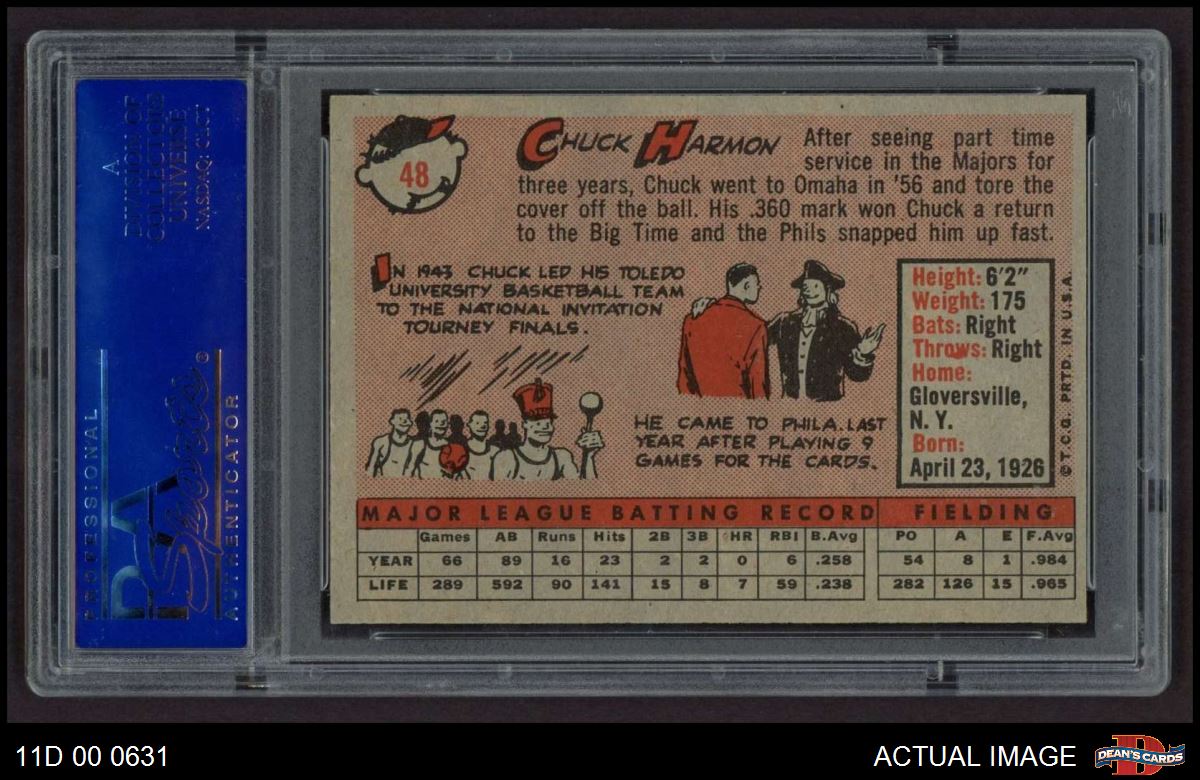 A
DIVISION OF
COLLECTORS
UNIVERSE
NASDAQ: CLCT
PROFESSIONAL
PSA
Sports®
AUTHENTICATOR
48
CHUCK HARMON
After seeing part time
service in the Majors for
three years, Chuck went to Omaha in '56 and tore the
cover off the ball. His .360 mark won Chuck a return
to the Big Time and the Phils snapped him up fast.
IN 1943 CHUCK LED HIS TOLEDO
UNIVERSITY BASKETBALL TEAM
TO THE NATIONAL INVITATION
TOURNEY FINALS.
HE CAME TO PHILA. LAST
YEAR AFTER PLAYING 9
GAMES FOR THE CARDS.
Height: 6'2"
Weight: 175
Bats: Right
Throws: Right
Home:
Gloversville,
N. Y.
Born:
April 23, 1926
©T.C.G. PRTD. IN U.S.A.
MAJOR LEAGUE BATTING RECORD FIELDING
Games AB Runs Hits 2B 3B HR RBI B.Avg PO A E F.Avg
YEAR 66 89 16 23 2 2 0 6 .258 54 8 1 .984
LIFE 289 592 90 141 15 8 7 59 .238 282 126 15 .965
11D 00 0631
ACTUAL IMAGE
D
DEAN'S CARDS